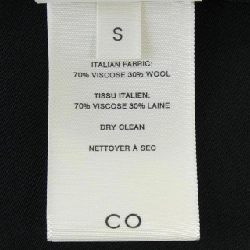 S
ITALIAN FABRIC:
70% VISCOSE 30% WOOL
TISSU ITALIEN:
70% VISCOSE 30% LAINE
DRY CLEAN
NETTOYER À SEC
CO